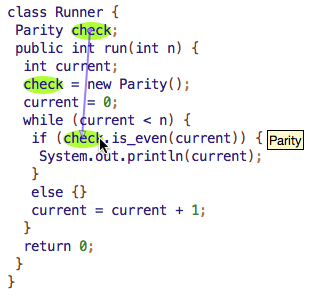 class Runner {
Parity check;
public int run(int n) {
int current;
check = new Parity();
current = 0;
while (current < n) {
if (check.is_even(current)) { Parity
System.out.println(current);
}
else {}
current = current + 1;
}
return 0;
}
}